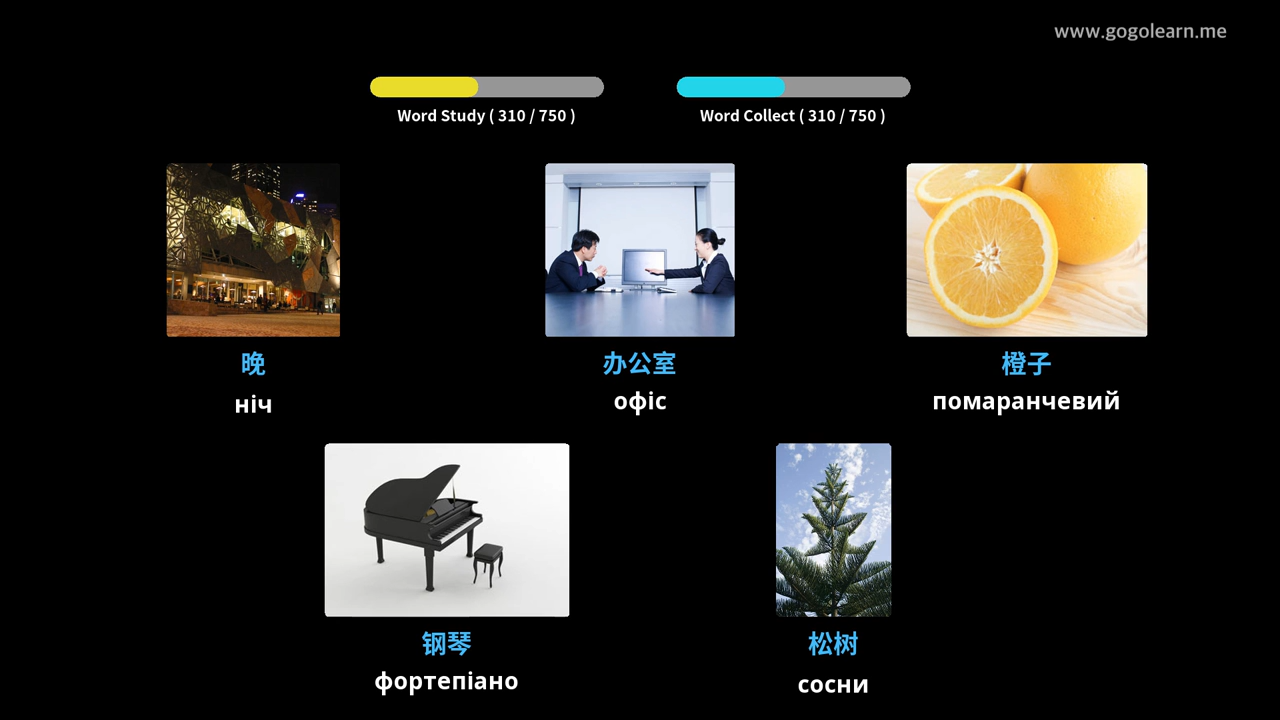 www.gogolearn.me
Word Study ( 310 / 750 )
Word Collect ( 310 / 750 )
晚
办公室
橙子
ніч
офіс
помаранчевий
钢琴
松树
фортепіано
сосни